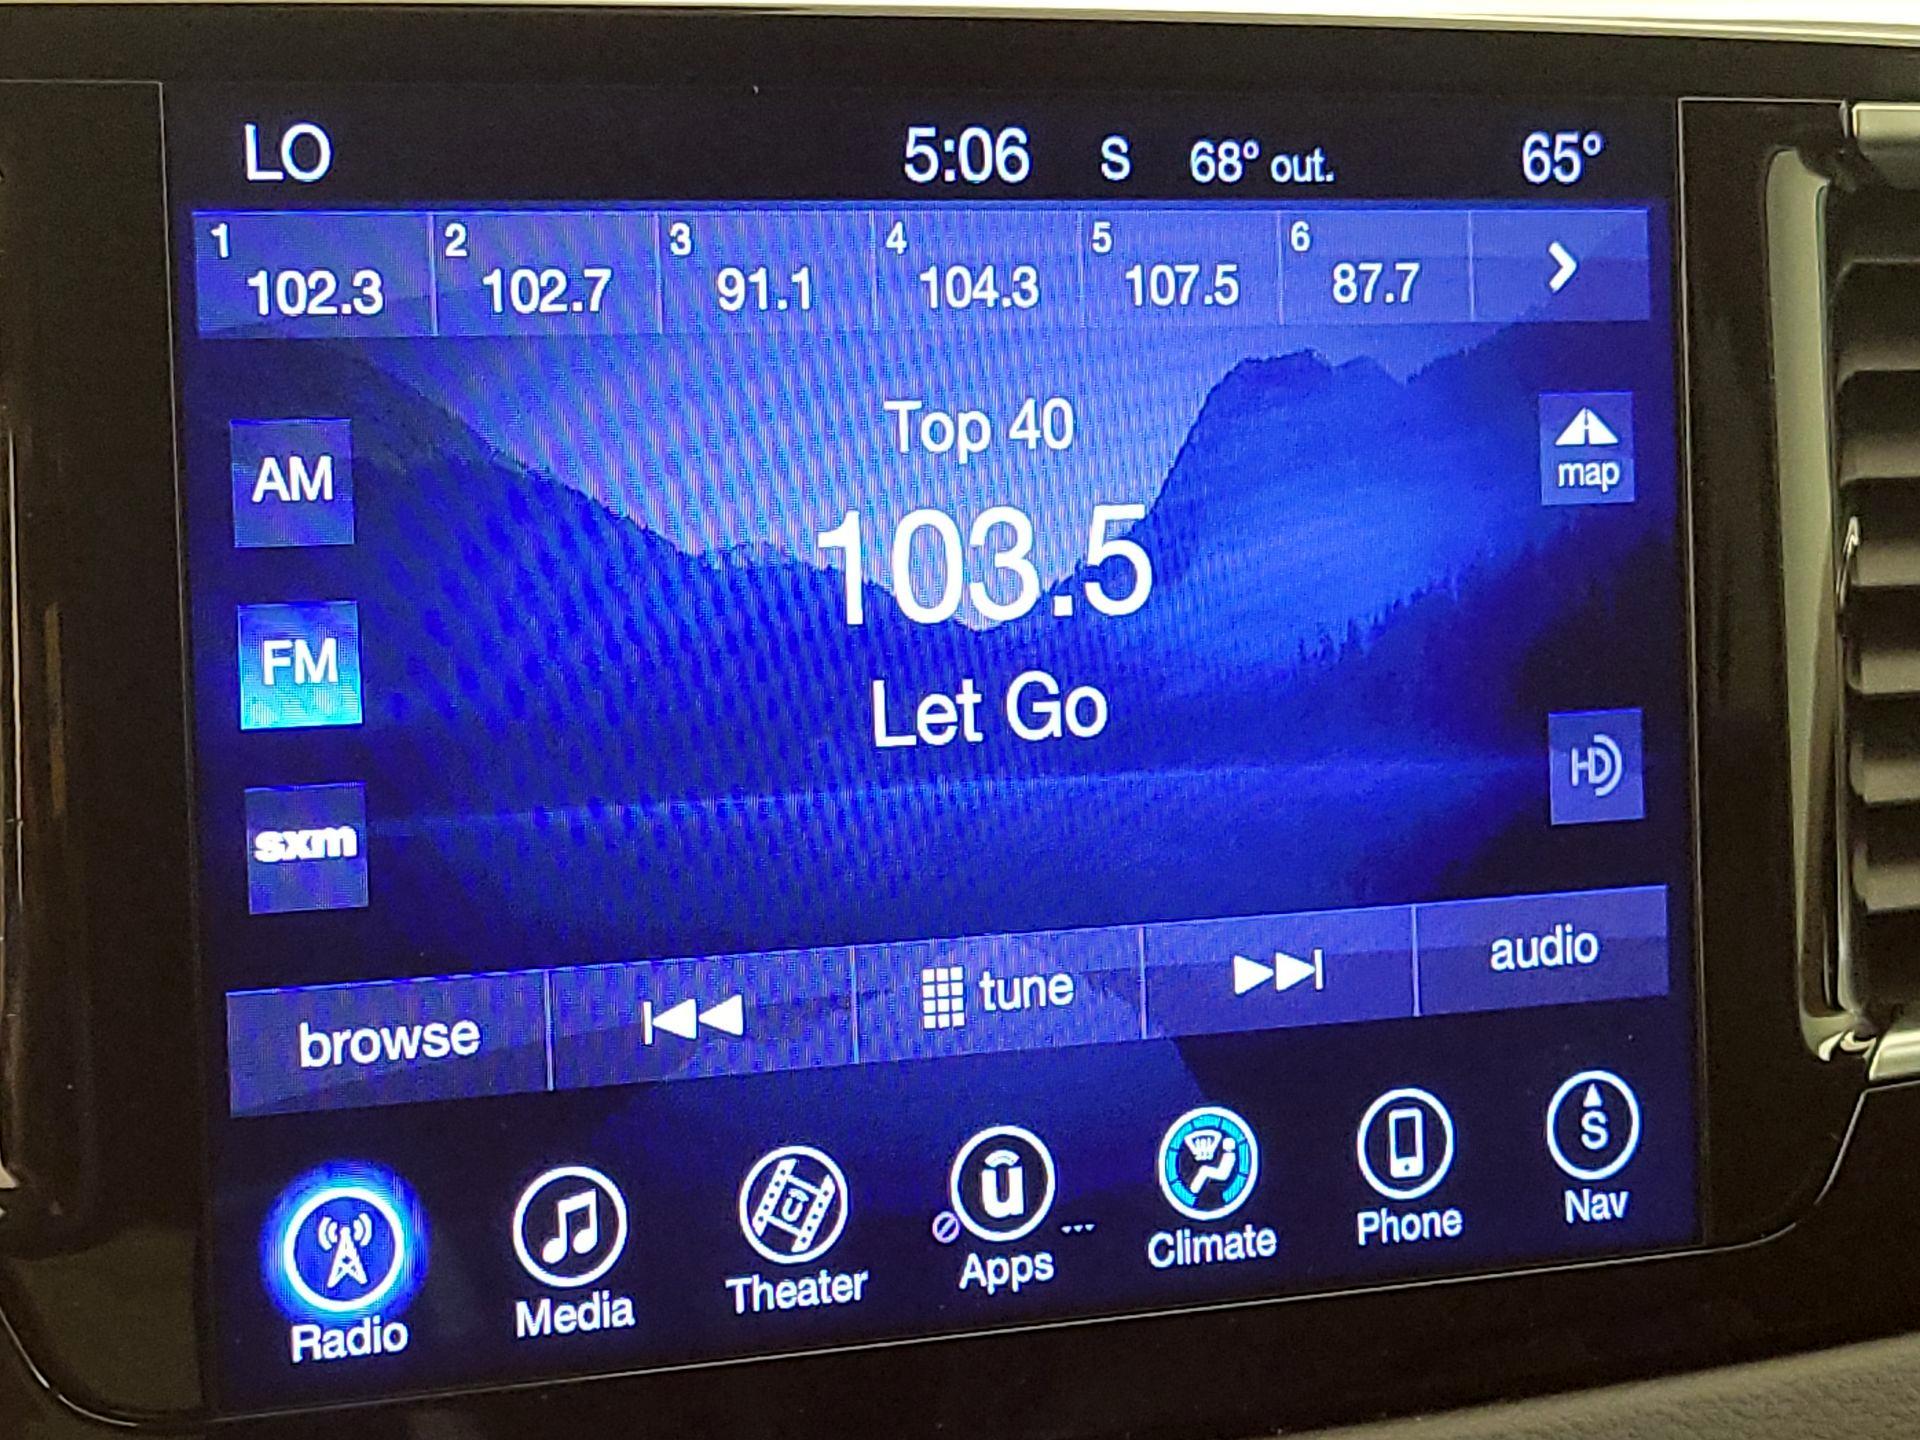 LO 5:06 S 68° out. 65°
1 2 3 4 5 6
102.3 102.7 91.1 104.3 107.5 87.7
Top 40
AM
map
103.5
FM
Let Go
HD
sxm
browse tune audio
u
S
Radio Media Theater Apps Climate Phone Nav